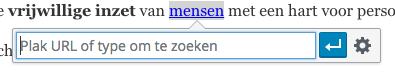 vrijwillige inzet van mensen met een hart voor perso
Plak URL of type om te zoeken